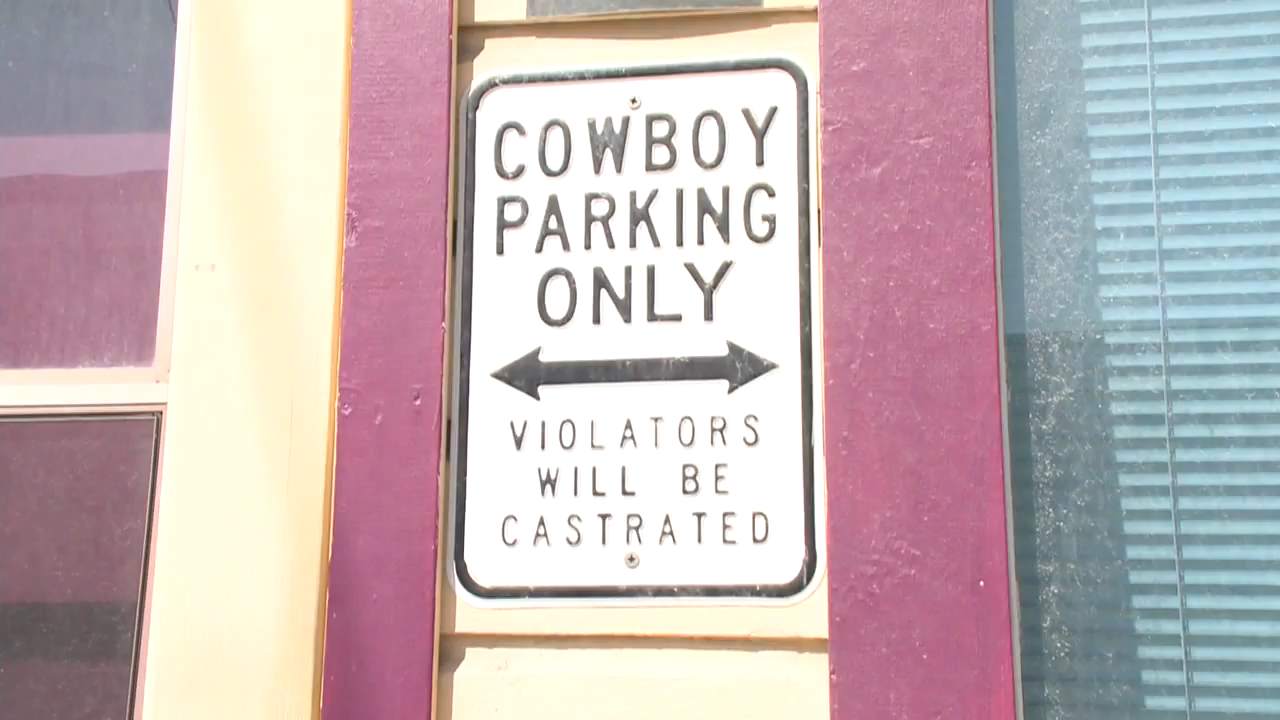 COWBOY
PARKING
ONLY
VIOLATORS
WILL BE
CASTRATED